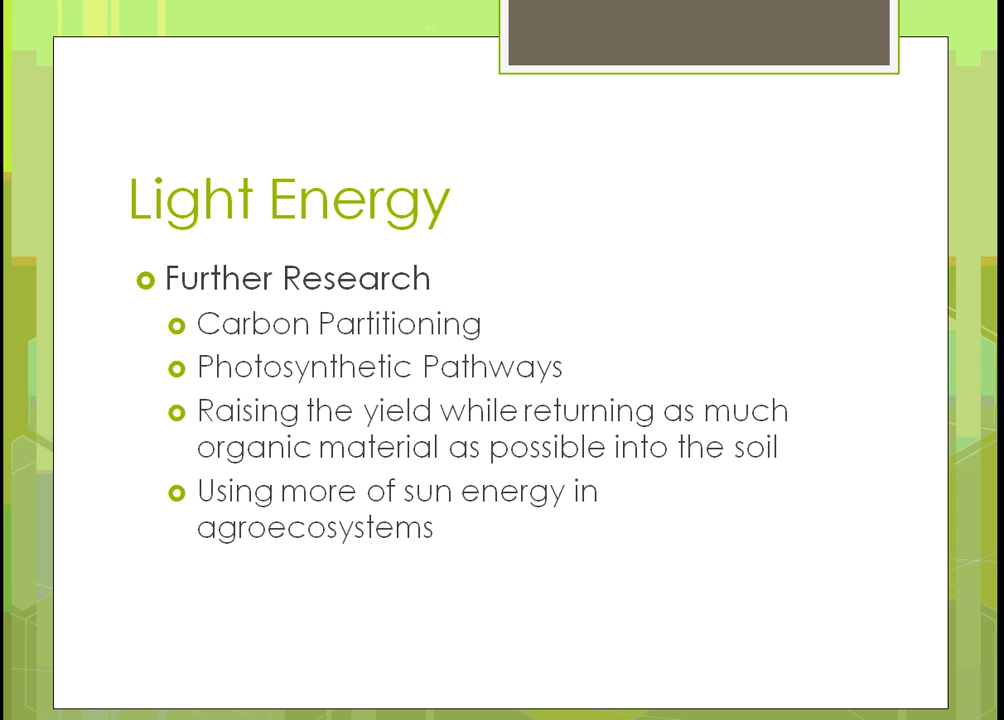 Light Energy
Further Research
Carbon Partitioning
Photosynthetic Pathways
Raising the yield while returning as much
organic material as possible into the soil
Using more of sun energy in
agroecosystems